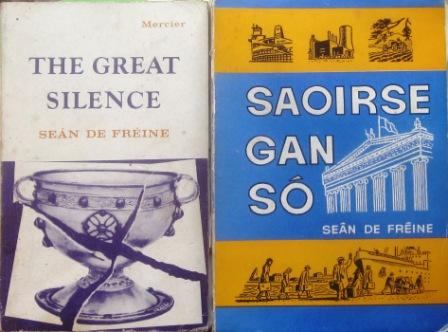 Mercier
THE GREAT
SILENCE
SEÁN DE FRÉINE
SAOIRSE
GAN
SÓ
SEÁN DE FRÉINE